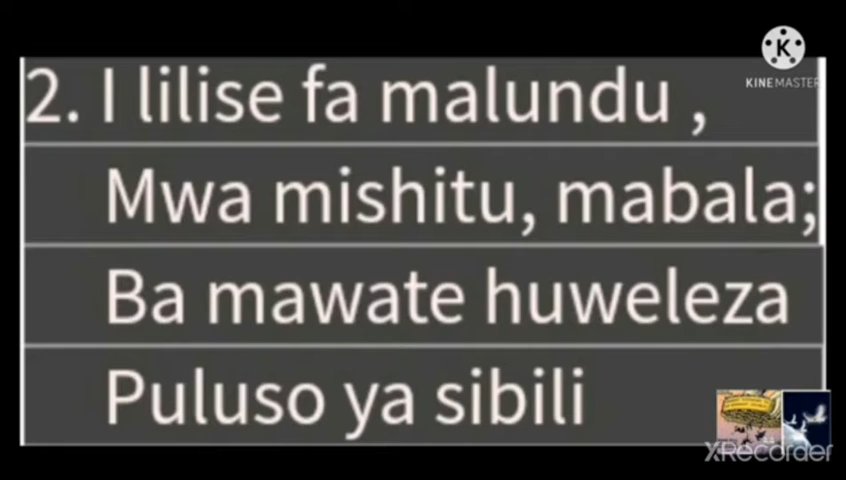 KINEMASTER
2. I lilise fa malundu ,
Mwa mishitu, mabala;
Ba mawate huweleza
Puluso ya sibili
XRecorder